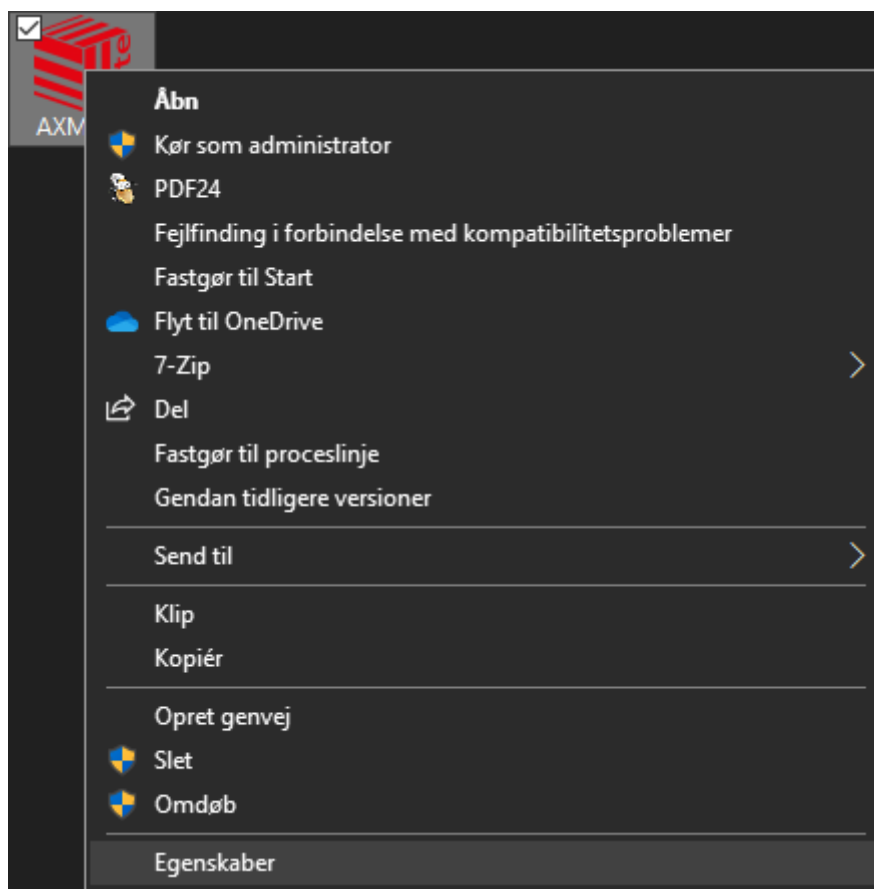 te
AXM
Åbn
Kør som administrator
PDF24
Fejlfinding i forbindelse med kompatibilitetsproblemer
Fastgør til Start
Flyt til OneDrive
7-Zip
Del
Fastgør til proceslinje
Gendan tidligere versioner
Send til
Klip
Kopiér
Opret genvej
Slet
Omdøb
Egenskaber